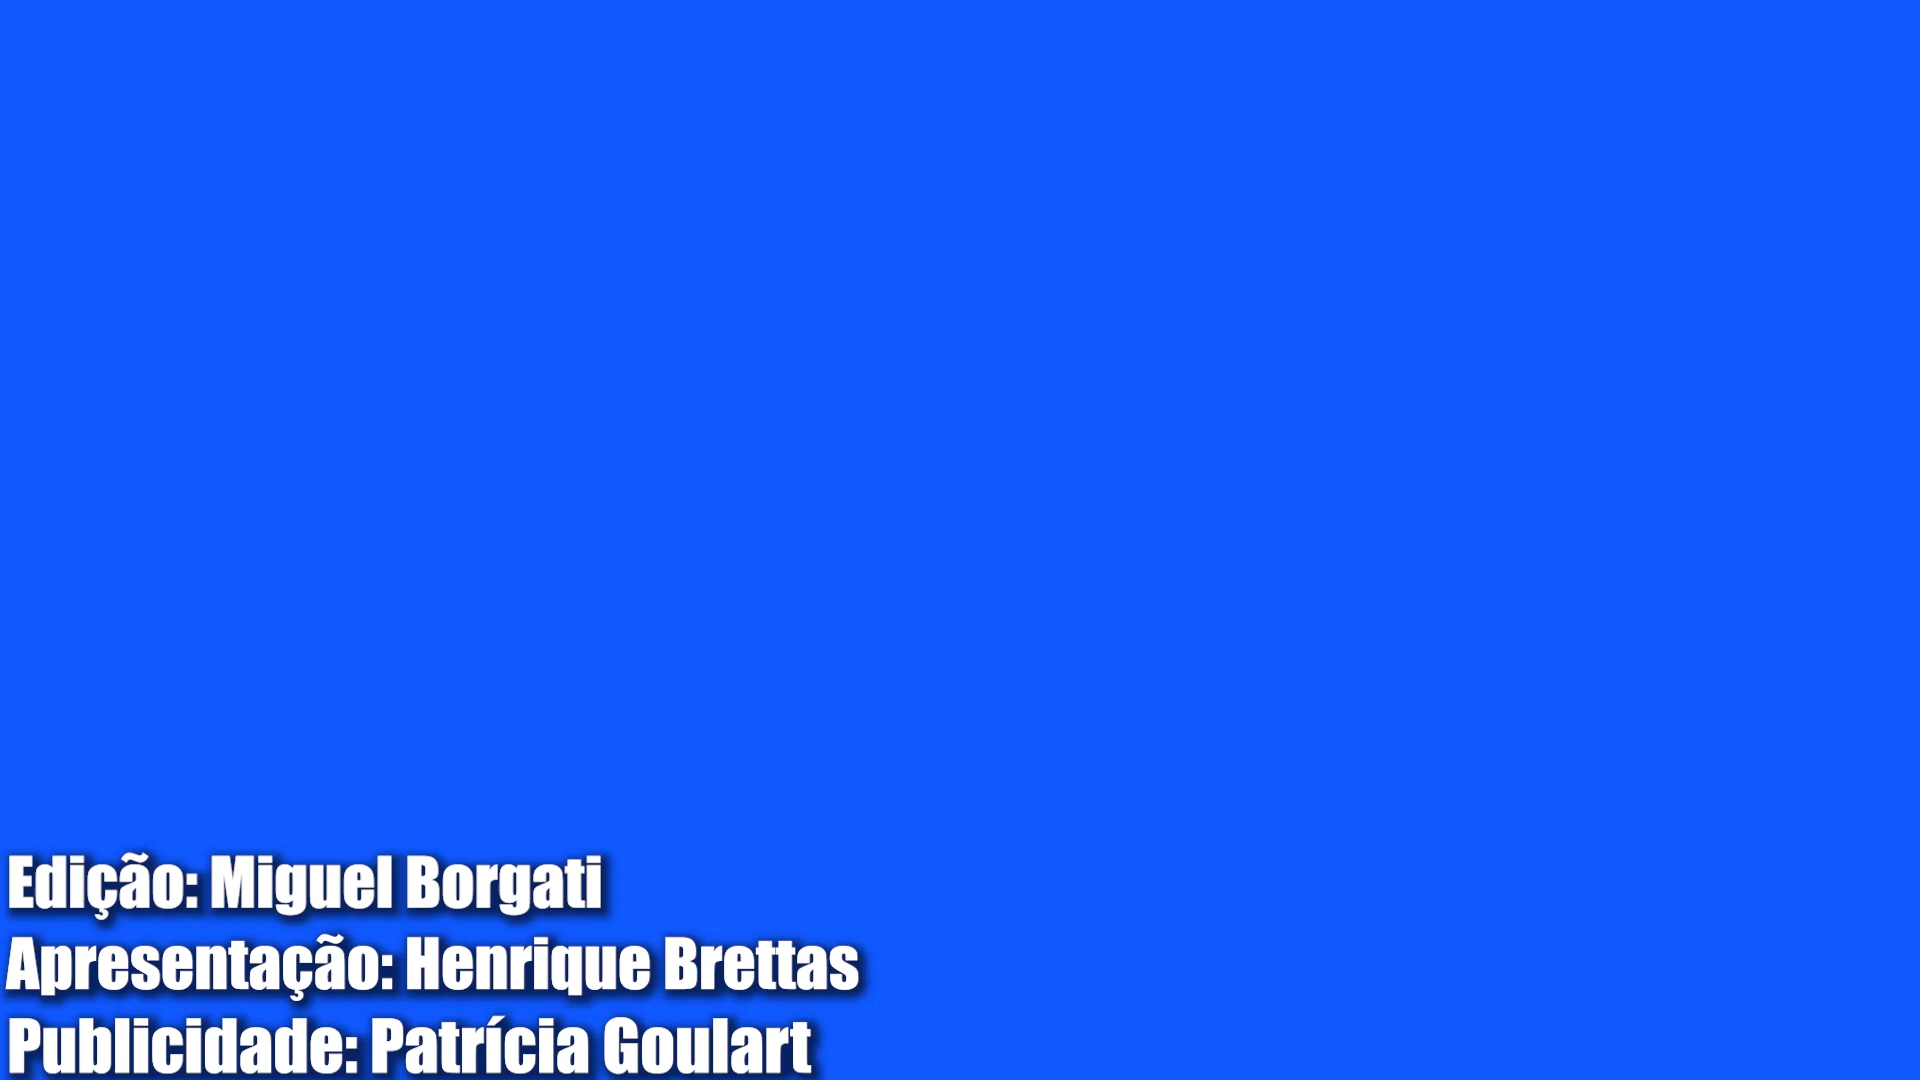 Edição: Miguel Borgati
Apresentação: Henrique Brettas
Publicidade: Patrícia Goulart